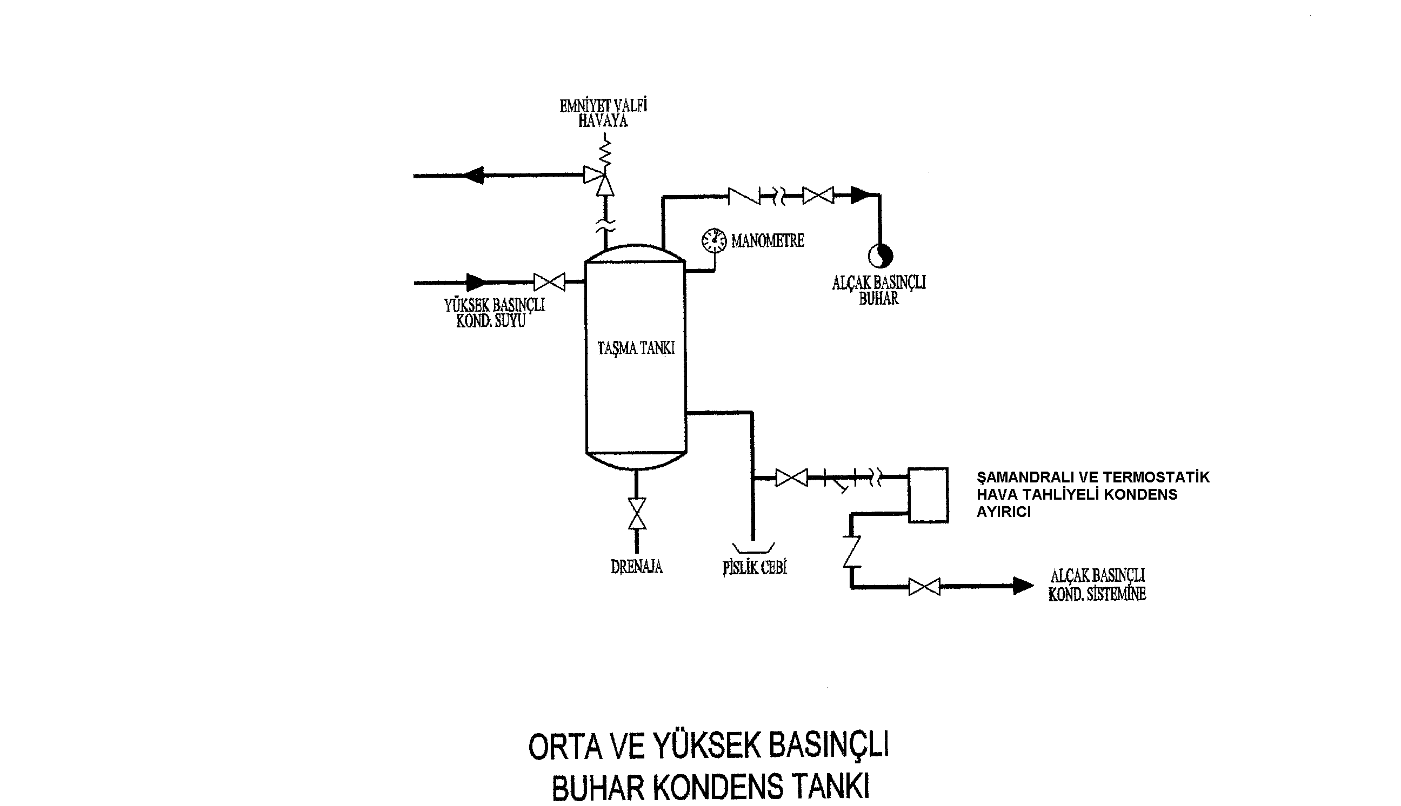 EMNİYET VALFİ
HAVAYA
MANOMETRE
ALÇAK BASINÇLI
BUHAR
YÜKSEK BASINÇLI
KOND. SUYU
TAŞMA TANKI
ŞAMANDRALI VE TERMOSTATİK
HAVA TAHLİYELİ KONDENS
AYIRICI
DRENAJA
PİSLİK CEBİ
ALÇAK BASINÇLI
KOND. SİSTEMİNE
ORTA VE YÜKSEK BASINÇLI
BUHAR KONDENS TANKI